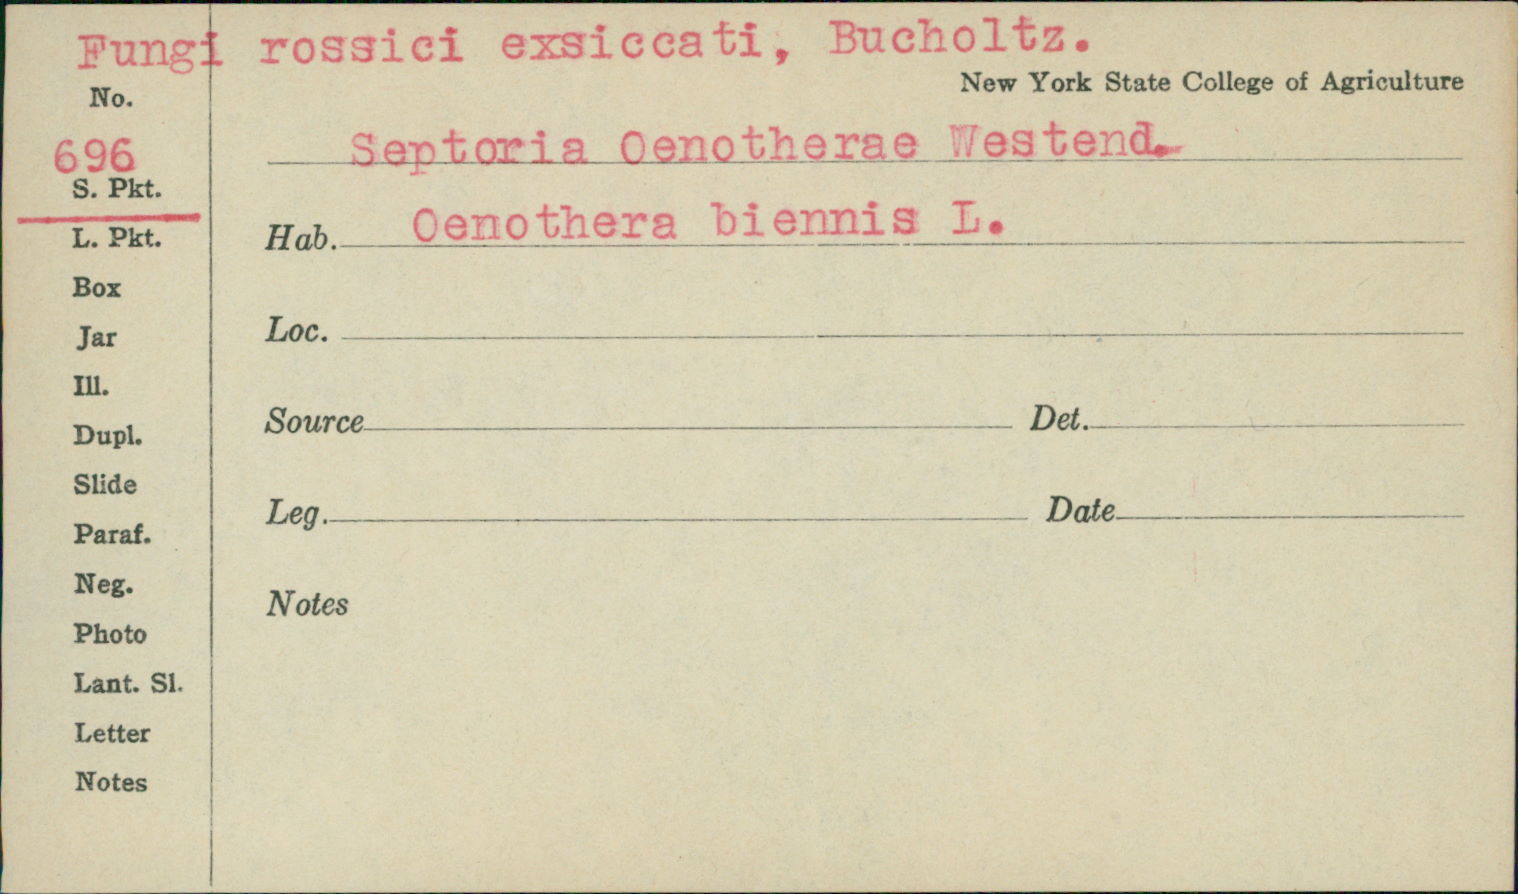 Fungi rossici exsiccati, Bucholtz.
New York State College of Agriculture
No.
696
Septoria Oenotherae Westend.
S. Pkt.
Hab. Oenothera biennis L.
L. Pkt.
Box
Loc.
Jar
Ill.
Source Det.
Dupl.
Slide
Leg. Date
Paraf.
Neg.
Notes
Photo
Lant. Sl.
Letter
Notes